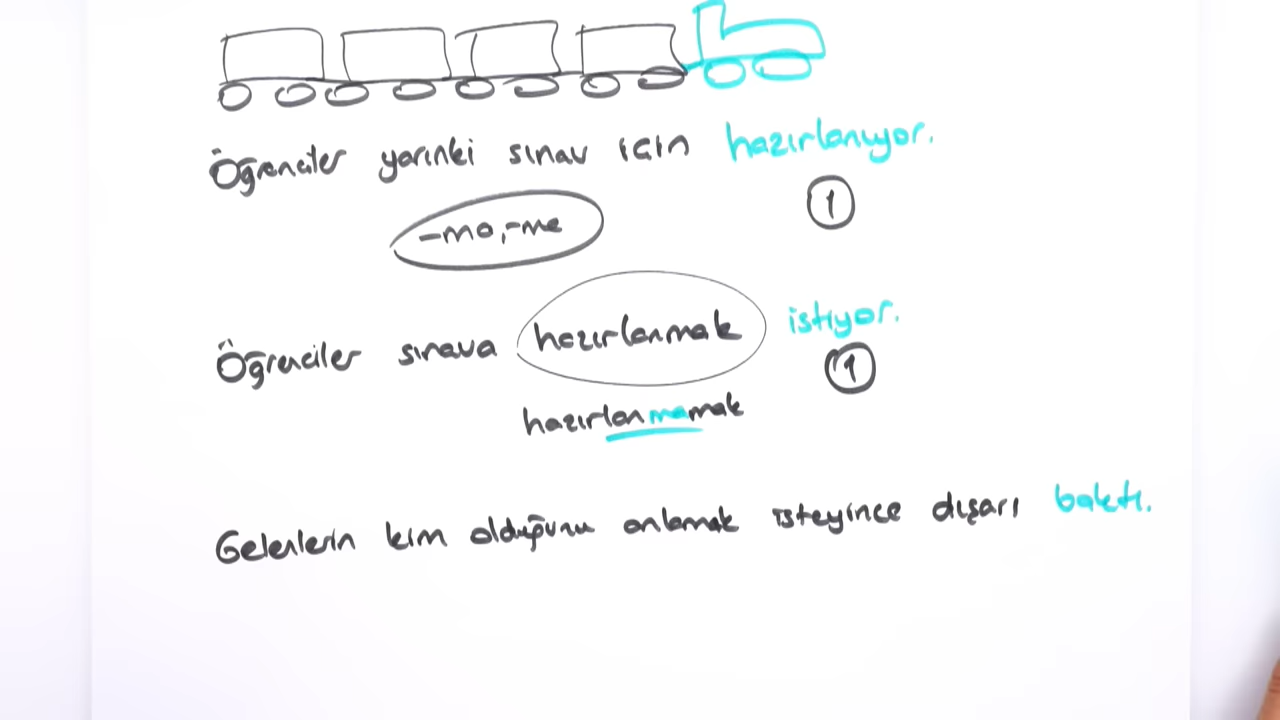 Öğrenciler yarınki sınav için hazırlanıyor.
-ma,-me
1
Öğrenciler sınava hazırlanmak istiyor.
1
hazırlanmamak
Gelenlerin kim olduğunu anlamak isteyince dışarı baktı.